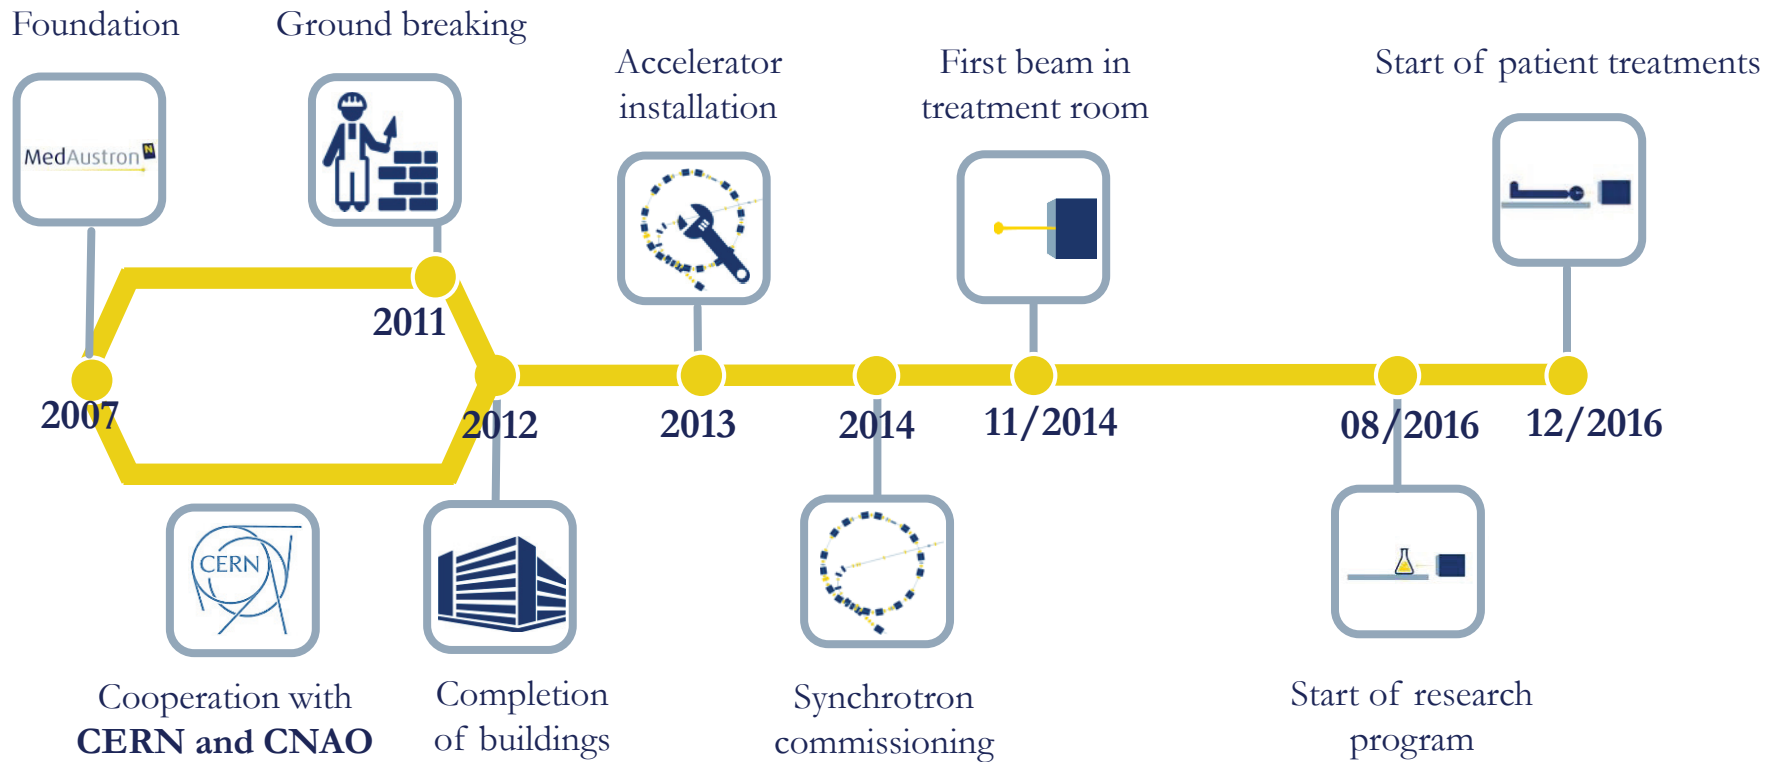 Foundation
Ground breaking
Accelerator
installation
First beam in
treatment room
Start of patient treatments
MedAustron N
2011
2007
2012
2013
2014
11/2014
08/2016
12/2016
CERN
Cooperation with
CERN and CNAO
Completion
of buildings
Synchrotron
commissioning
Start of research
program